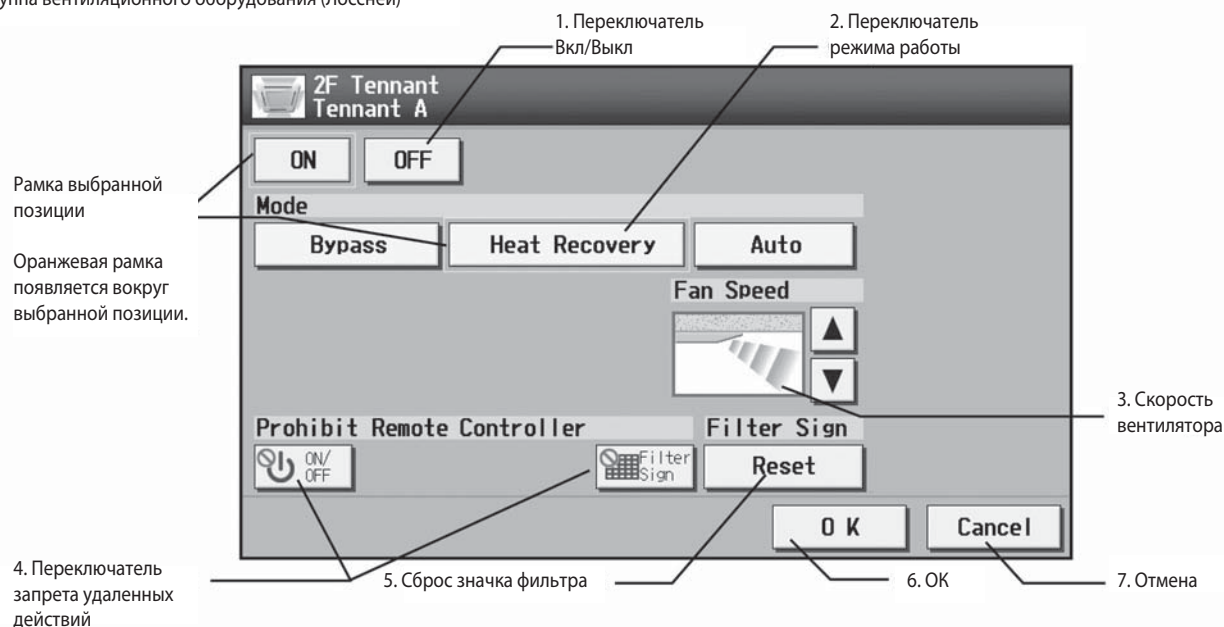 вентиляционного оборудования (Лоссней)
1. Переключатель
Вкл/Выкл
2. Переключатель
режима работы
2F Tennant
Tennant A
ON
OFF
Рамка выбранной
позиции
Mode
Bypass
Heat Recovery
Auto
Оранжевая рамка
появляется вокруг
выбранной позиции.
Fan Speed
3. Скорость
вентилятора
Prohibit Remote Controller
Filter Sign
ON/
OFF
Filter
Sign
Reset
O K
Cancel
4. Переключатель
запрета удаленных
действий
5. Сброс значка фильтра
6. ОК
7. Отмена